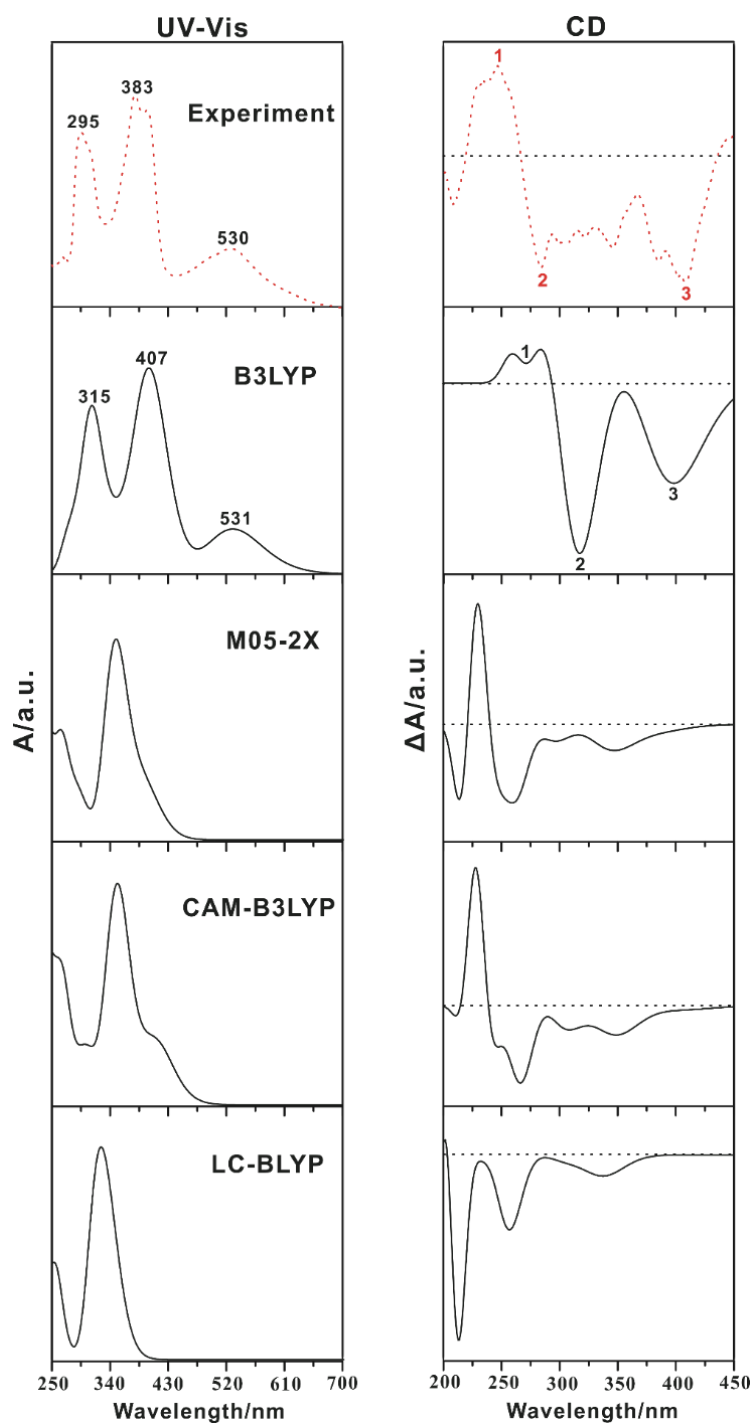 UV-Vis
CD
383
295
Experiment
530
1
2
3
407
B3LYP
315
531
1
3
2
M05-2X
CAM-B3LYP
LC-BLYP
A/a.u.
ΔA/a.u.
250 340 430 520 610 700
200 250 300 350 400 450
Wavelength/nm
Wavelength/nm